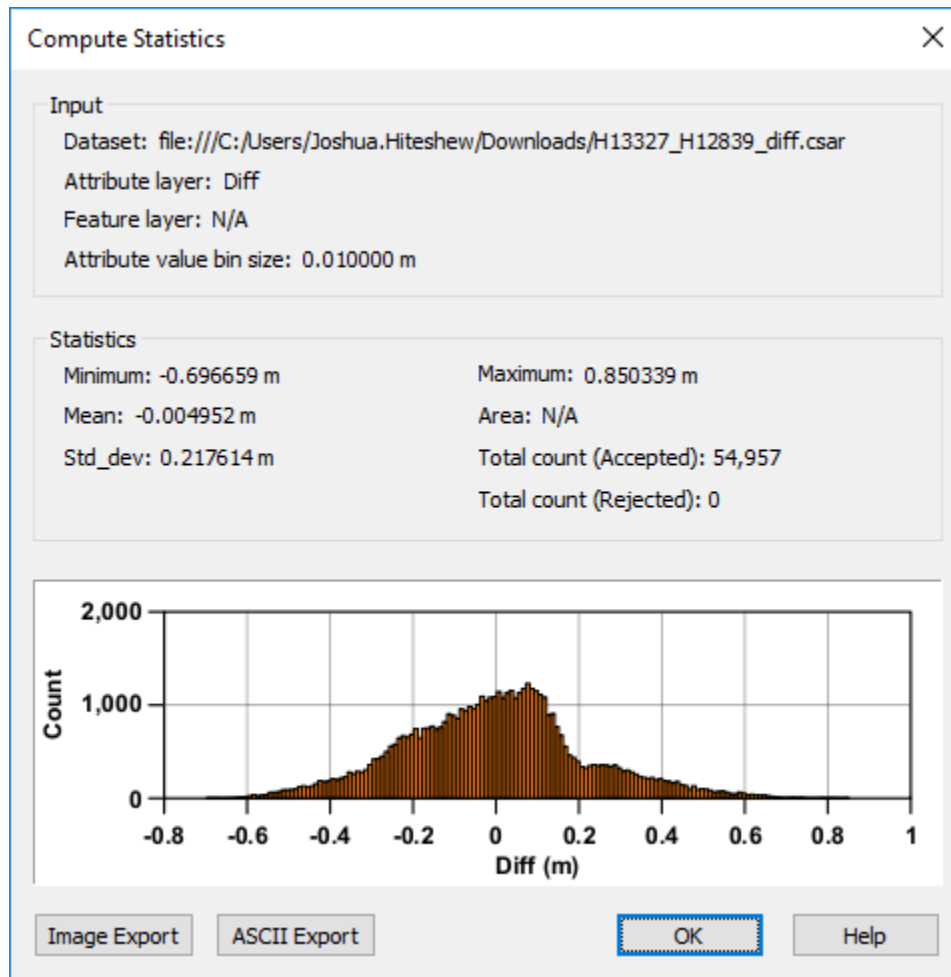 Compute Statistics
Input
Dataset: file:///C:/Users/Joshua.Hiteshew/Downloads/H13327_H12839_diff.csar
Attribute layer: Diff
Feature layer: N/A
Attribute value bin size: 0.010000 m
Statistics
Minimum: -0.696659 m
Maximum: 0.850339 m
Mean: -0.004952 m
Area: N/A
Std_dev: 0.217614 m
Total count (Accepted): 54,957
Total count (Rejected): 0
2,000
1,000
0
Count
-0.8 -0.6 -0.4 -0.2 0 0.2 0.4 0.6 0.8 1
Diff (m)
Image Export
ASCII Export
OK
Help